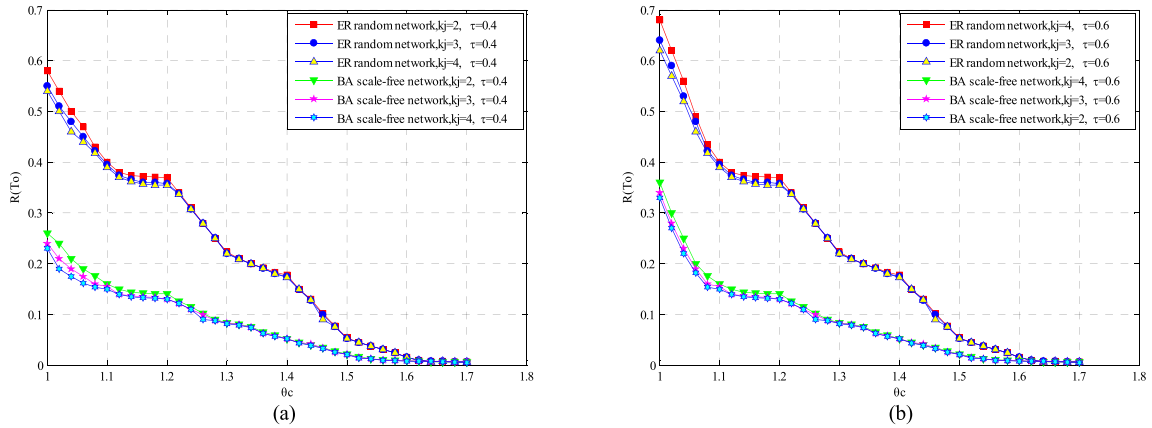 0.7
0.6
0.5
0.4
0.3
0.2
0.1
0
R(To)
1
1.1
1.2
1.3
1.4
1.5
1.6
1.7
1.8
θc
ER random network,kj=2, τ=0.4
ER random network,kj=3, τ=0.4
ER random network,kj=4, τ=0.4
BA scale-free network,kj=2, τ=0.4
BA scale-free network,kj=3, τ=0.4
BA scale-free network,kj=4, τ=0.4
(a)
0.7
0.6
0.5
0.4
0.3
0.2
0.1
0
R(To)
1
1.1
1.2
1.3
1.4
1.5
1.6
1.7
1.8
θc
ER random network,kj=4, τ=0.6
ER random network,kj=3, τ=0.6
ER random network,kj=2, τ=0.6
BA scale-free network,kj=4, τ=0.6
BA scale-free network,kj=3, τ=0.6
BA scale-free network,kj=2, τ=0.6
(b)